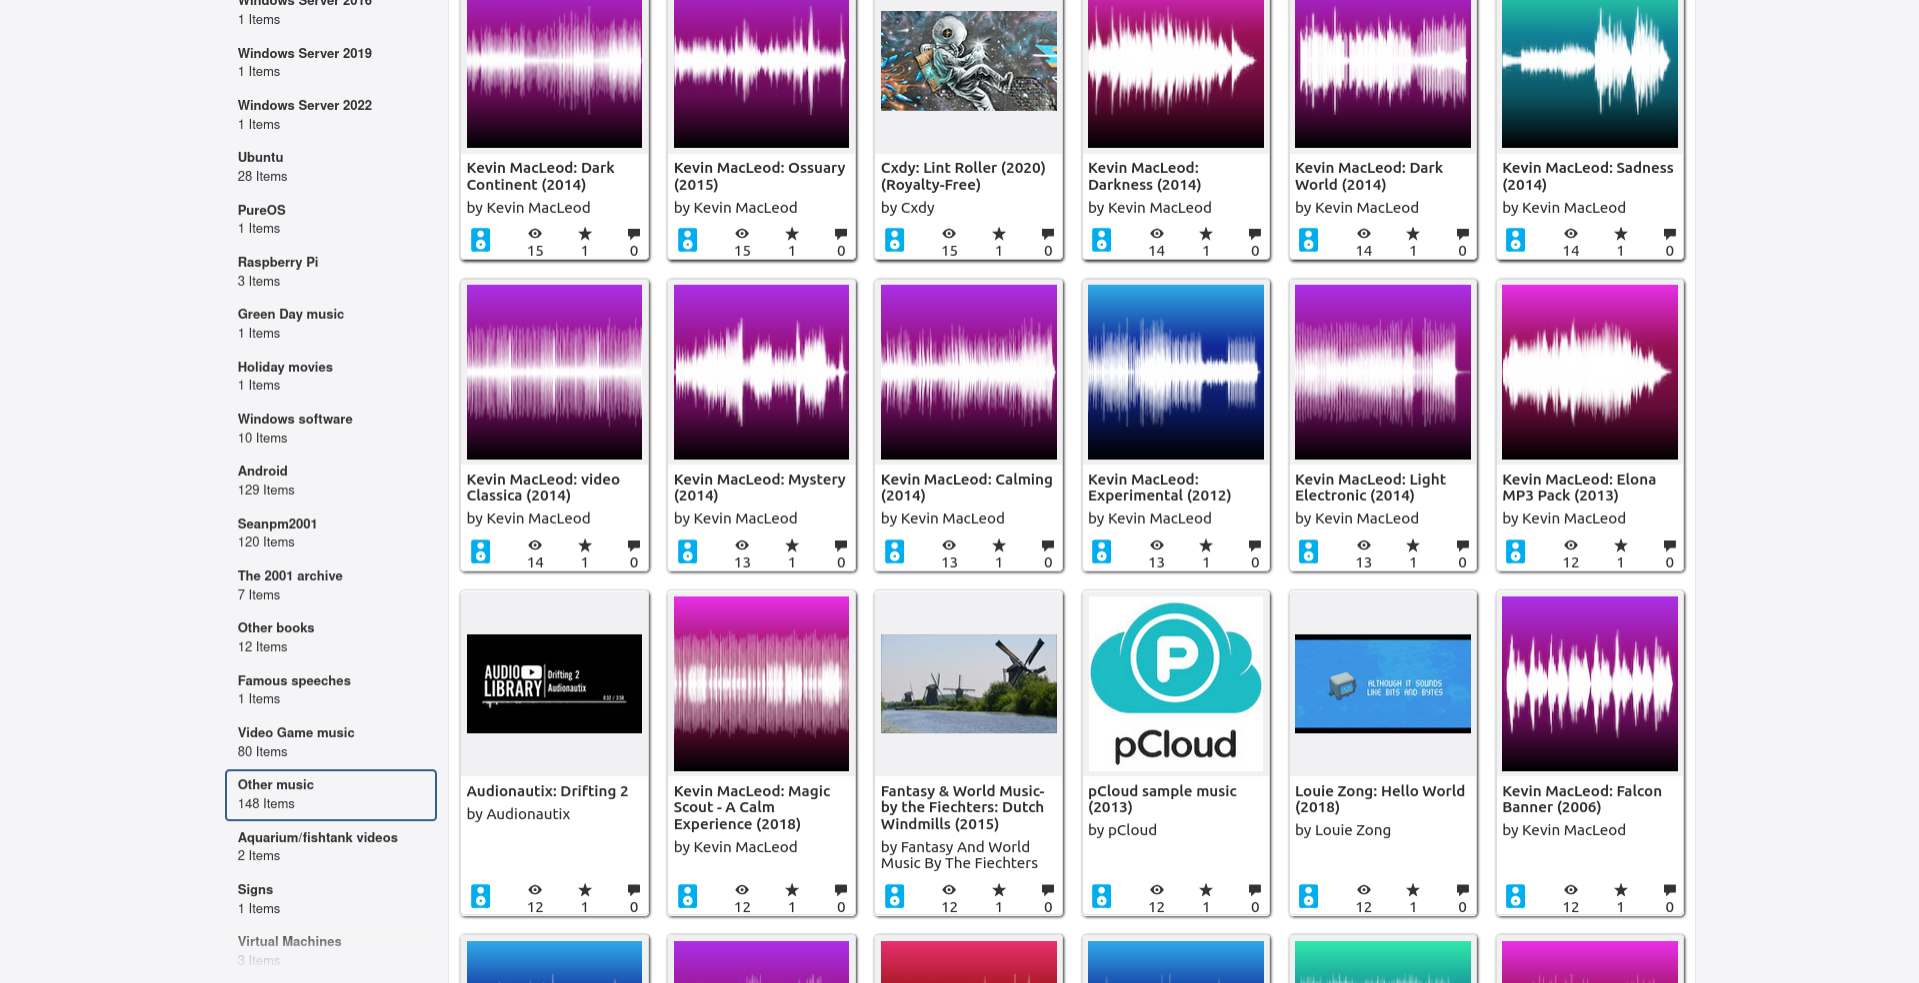 Windows Server 2016
1 Items
Windows Server 2019
1 Items
Windows Server 2022
1 Items
Ubuntu
28 Items
PureOS
1 Items
Raspberry Pi
3 Items
Green Day music
1 Items
Holiday movies
1 Items
Windows software
10 Items
Android
129 Items
Seanpm2001
120 Items
The 2001 archive
7 Items
Other books
12 Items
Famous speeches
1 Items
Video Game music
80 Items
Other music
148 Items
Aquarium/fishtank videos
2 Items
Signs
1 Items
Virtual Machines
3 Items
Kevin MacLeod: Dark
Continent (2014)
by Kevin MacLeod
15 1 0
Kevin MacLeod: Ossuary
(2015)
by Kevin MacLeod
15 1 0
Cxdy: Lint Roller (2020)
(Royalty-Free)
by Cxdy
15 1 0
Kevin MacLeod:
Darkness (2014)
by Kevin MacLeod
14 1 0
Kevin MacLeod: Dark
World (2014)
by Kevin MacLeod
14 1 0
Kevin MacLeod: Sadness
(2014)
by Kevin MacLeod
14 1 0
Kevin MacLeod: video
Classica (2014)
by Kevin MacLeod
14 1 0
Kevin MacLeod: Mystery
(2014)
by Kevin MacLeod
13 1 0
Kevin MacLeod: Calming
(2014)
by Kevin MacLeod
13 1 0
Kevin MacLeod:
Experimental (2012)
by Kevin MacLeod
13 1 0
Kevin MacLeod: Light
Electronic (2014)
by Kevin MacLeod
13 1 0
Kevin MacLeod: Elona
MP3 Pack (2013)
by Kevin MacLeod
12 1 0
AUDIO
LIBRARY
Drifting 2
Audionautix
Audionautix: Drifting 2
by Audionautix
12 1 0
Kevin MacLeod: Magic
Scout - A Calm
Experience (2018)
by Kevin MacLeod
12 1 0
Fantasy & World Music-
by the Fiechters: Dutch
Windmills (2015)
by Fantasy And World
Music By The Fiechters
12 1 0
P
pCloud
pCloud sample music
(2013)
by pCloud
12 1 0
ALTHOUGH IT SOUNDS
LIKE BITS AND BYTES
Louie Zong: Hello World
(2018)
by Louie Zong
12 1 0
Kevin MacLeod: Falcon
Banner (2006)
by Kevin MacLeod
12 1 0